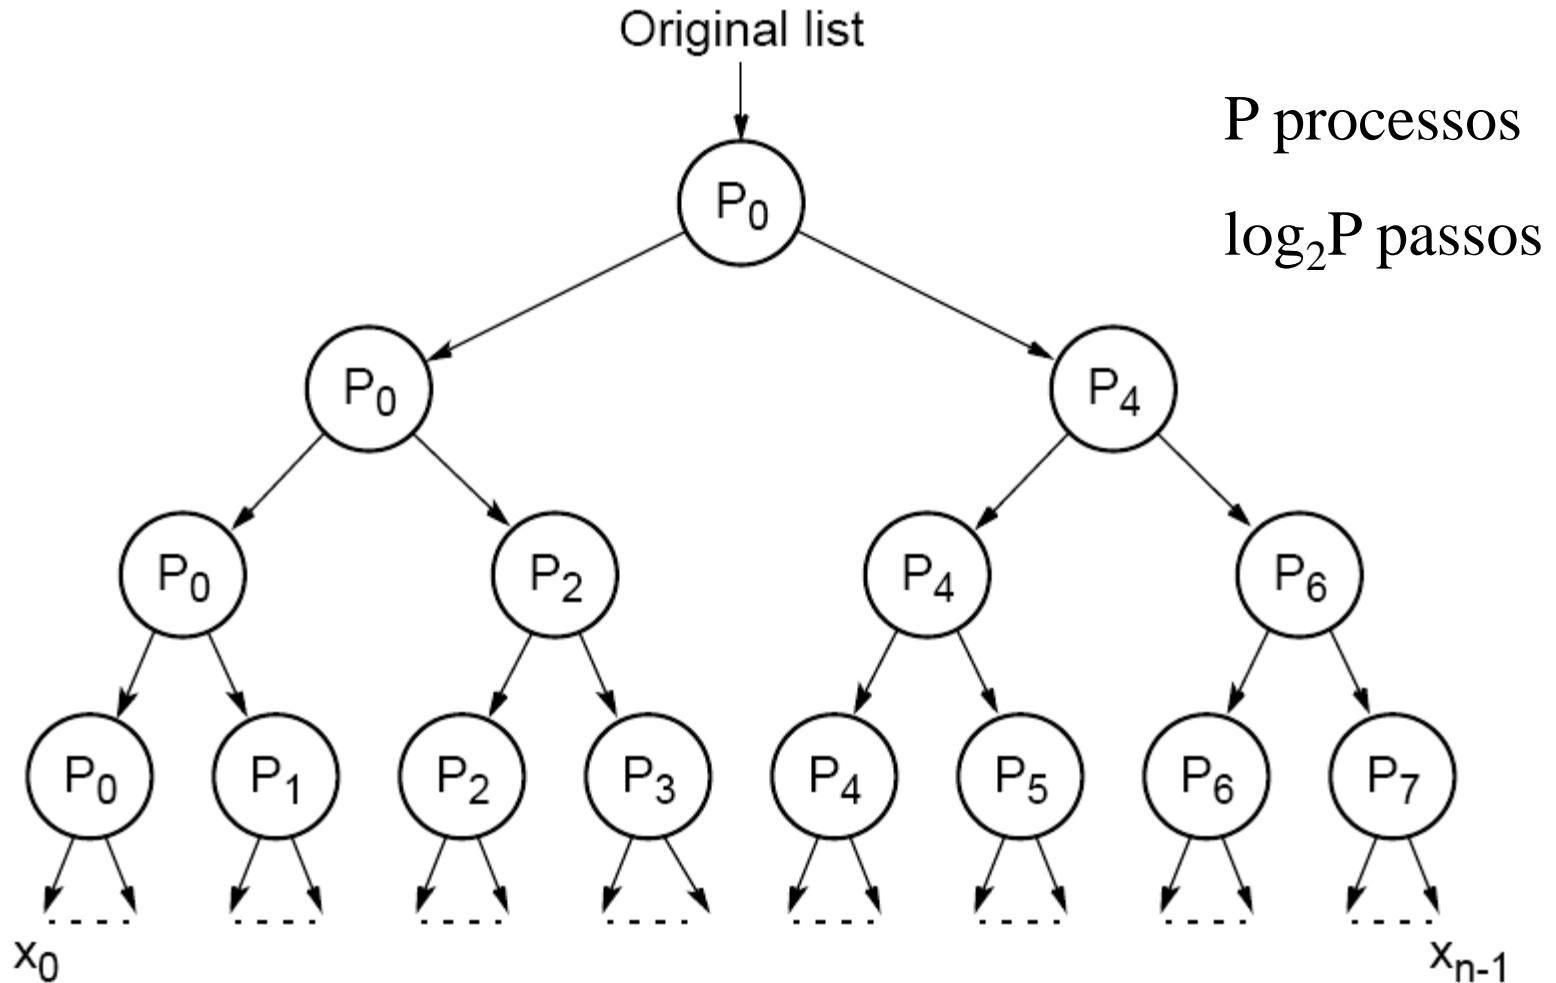 Original list
P processos
P₀
log₂P passos
P₀
P₄
P₀
P₂
P₄
P₆
P₀
P₁
P₂
P₃
P₄
P₅
P₆
P₇
x₀
xₙ₋₁